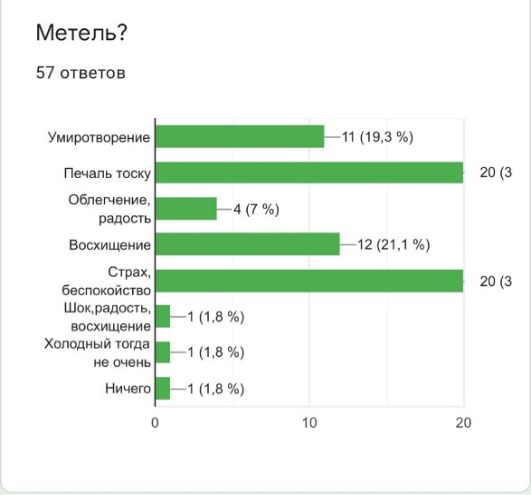 Метель?
57 ответов
Умиротворение
11 (19,3 %)
Печаль тоску
20 (3
Облегчение,
радость
4 (7 %)
Восхищение
12 (21,1 %)
Страх,
беспокойство
20 (3
Шок,радость,
восхищение
1 (1,8 %)
Холодный тогда
не очень
1 (1,8 %)
Ничего
1 (1,8 %)
0
10
20